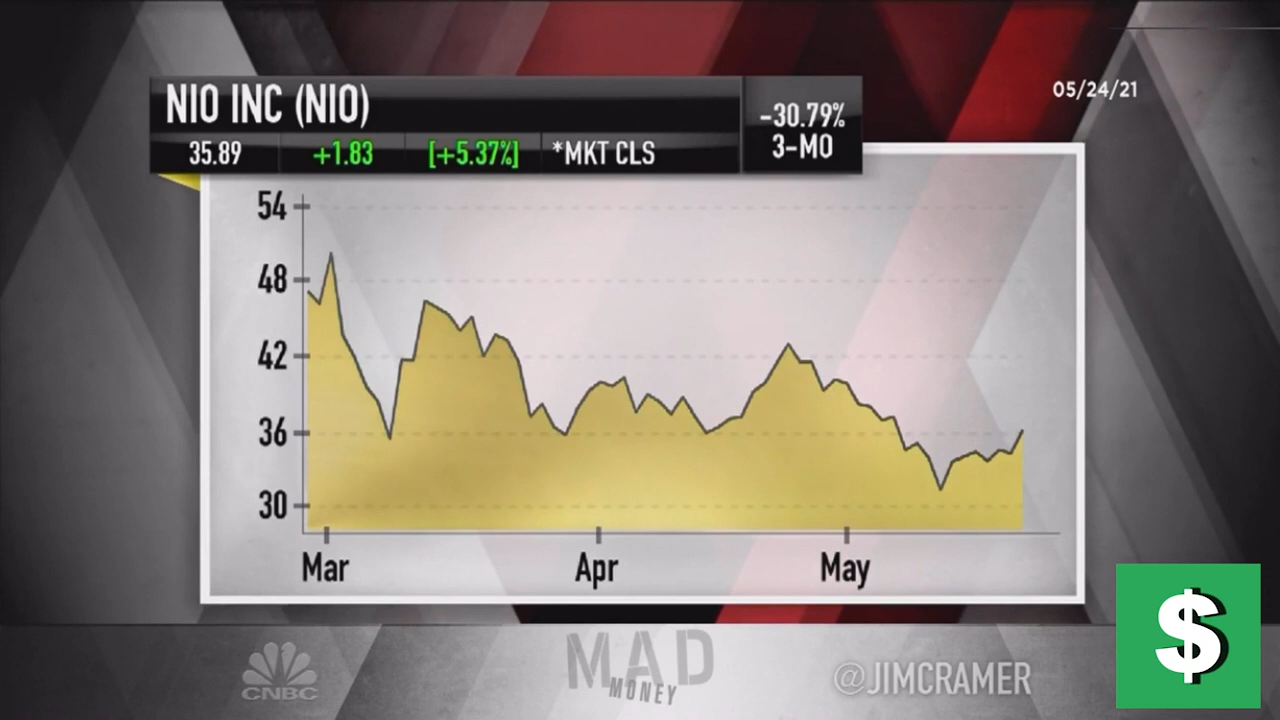 NIO INC (NIO)
35.89 +1.83 [+5.37%] *MKT CLS
-30.79%
3-MO
05/24/21
54
48
42
36
30
Mar Apr May
CNBC
MAD
MONEY
@JIMCRAMER
$